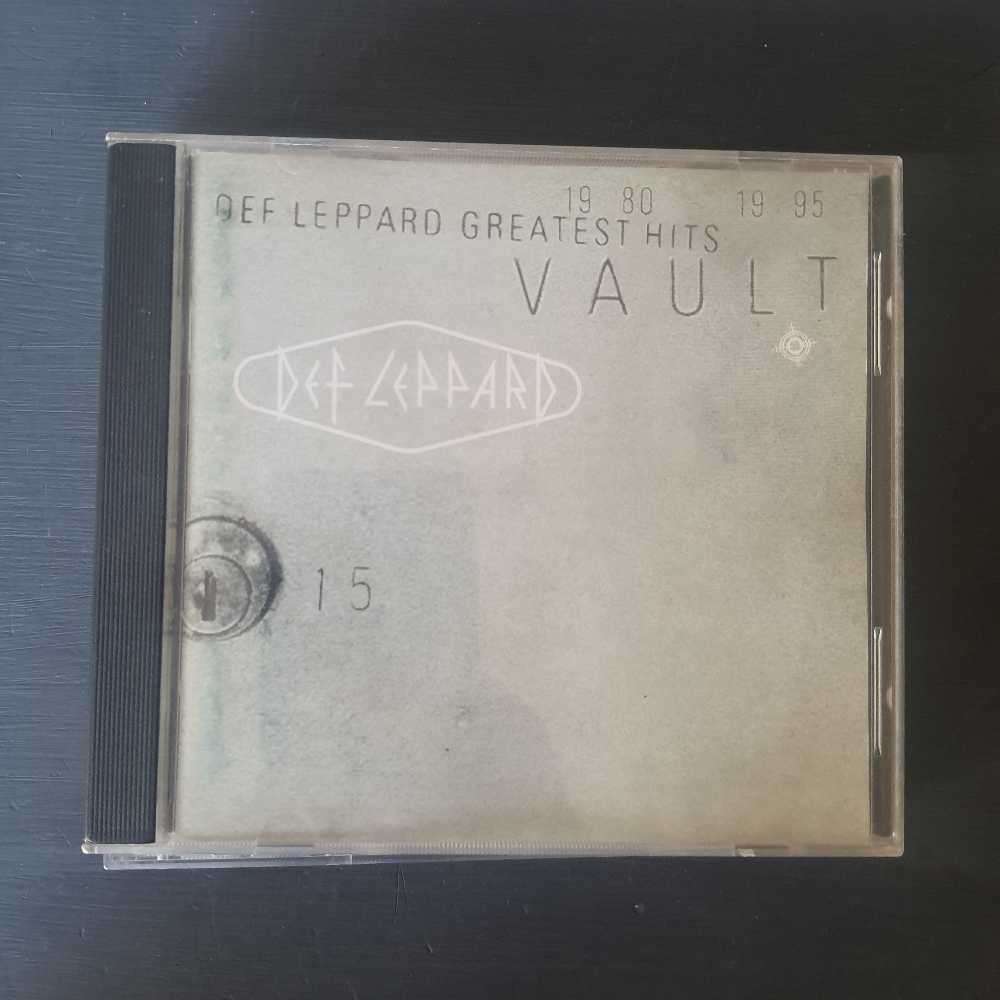 19 80 19 95
DEF LEPPARD GREATEST HITS
VAULT
DEF LEPPARD
15